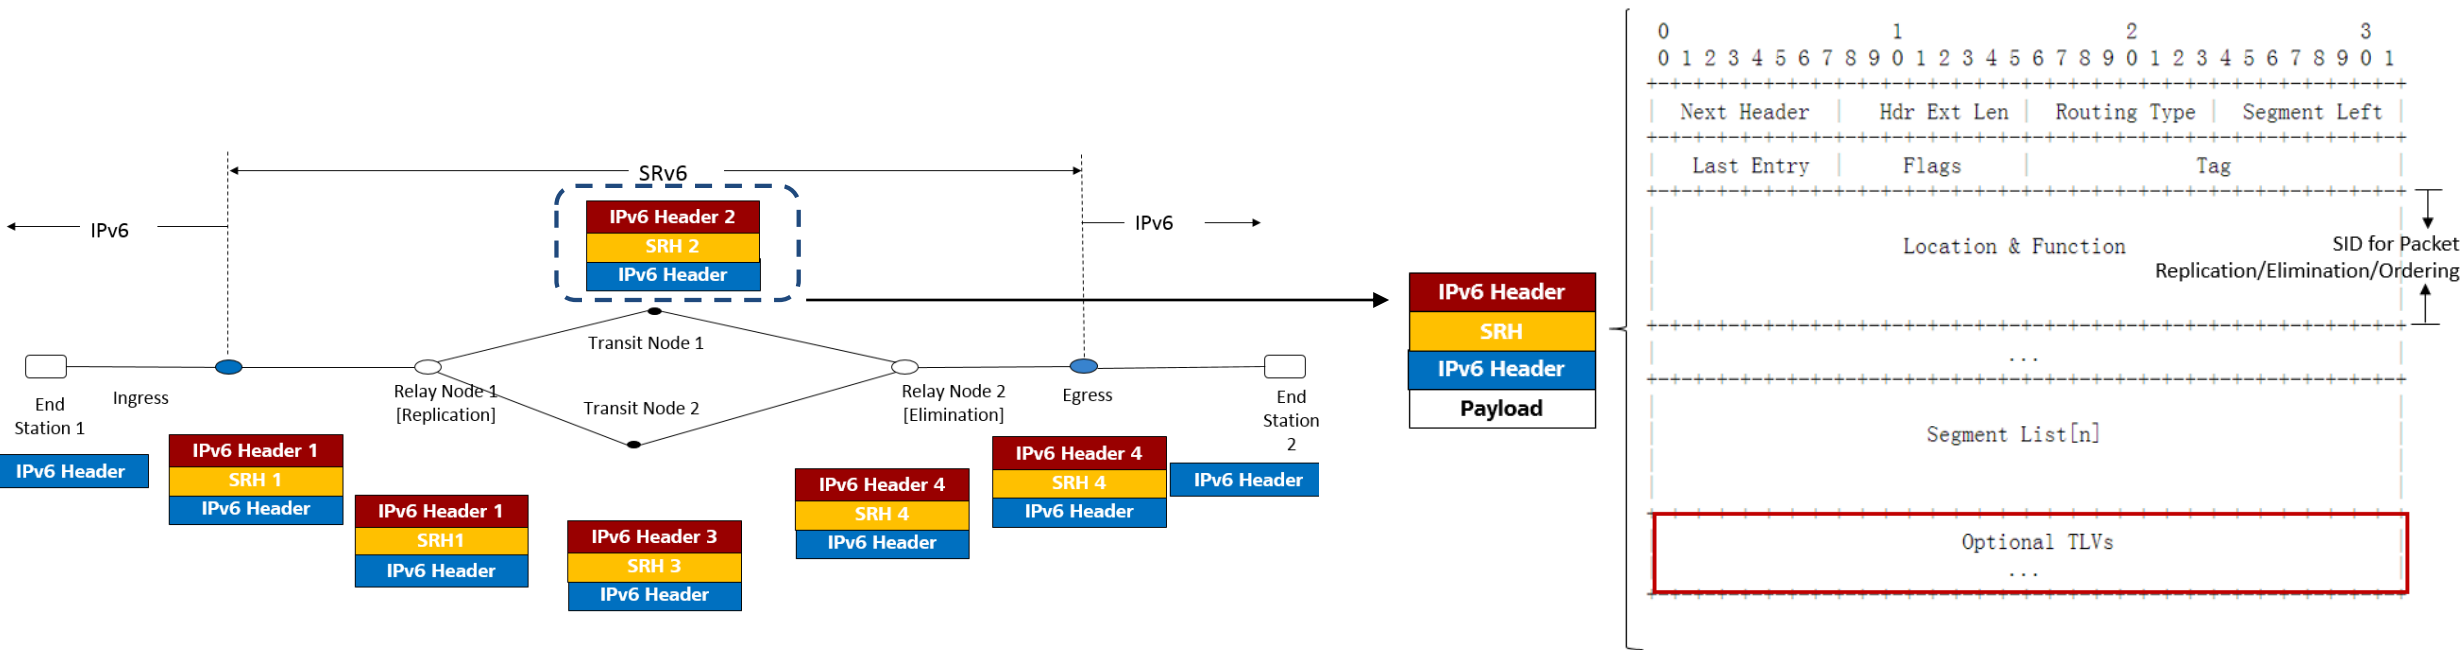 SRv6
IPv6
IPv6
IPv6 Header 2
SRH 2
IPv6 Header
Transit Node 1
Transit Node 2
End
Station 1
Ingress
Relay Node 1
[Replication]
Relay Node 2
[Elimination]
Egress
End
Station
2
IPv6 Header
IPv6 Header 1
SRH 1
IPv6 Header
IPv6 Header 1
SRH1
IPv6 Header
IPv6 Header 3
SRH 3
IPv6 Header
IPv6 Header 4
SRH 4
IPv6 Header
IPv6 Header 4
SRH 4
IPv6 Header
IPv6 Header
IPv6 Header
SRH
IPv6 Header
Payload
0 1 2 3
0 1 2 3 4 5 6 7 8 9 0 1 2 3 4 5 6 7 8 9 0 1 2 3 4 5 6 7 8 9 0 1
+-+-+-+-+-+-+-+-+-+-+-+-+-+-+-+-+-+-+-+-+-+-+-+-+-+-+-+-+-+-+-+-+
| Next Header | Hdr Ext Len | Routing Type | Segment Left |
+-+-+-+-+-+-+-+-+-+-+-+-+-+-+-+-+-+-+-+-+-+-+-+-+-+-+-+-+-+-+-+-+
| Last Entry | Flags | Tag |
+-+-+-+-+-+-+-+-+-+-+-+-+-+-+-+-+-+-+-+-+-+-+-+-+-+-+-+-+-+-+-+-+
Location & Function
SID for Packet
Replication/Elimination/Ordering
+-+-+-+-+-+-+-+-+-+-+-+-+-+-+-+-+-+-+-+-+-+-+-+-+-+-+-+-+-+-+-+-+
| ... |
+-+-+-+-+-+-+-+-+-+-+-+-+-+-+-+-+-+-+-+-+-+-+-+-+-+-+-+-+-+-+-+-+
Segment List[n]
+-+-+-+-+-+-+-+-+-+-+-+-+-+-+-+-+-+-+-+-+-+-+-+-+-+-+-+-+-+-+-+-+
Optional TLVs
...
+-+-+-+-+-+-+-+-+-+-+-+-+-+-+-+-+-+-+-+-+-+-+-+-+-+-+-+-+-+-+-+-+